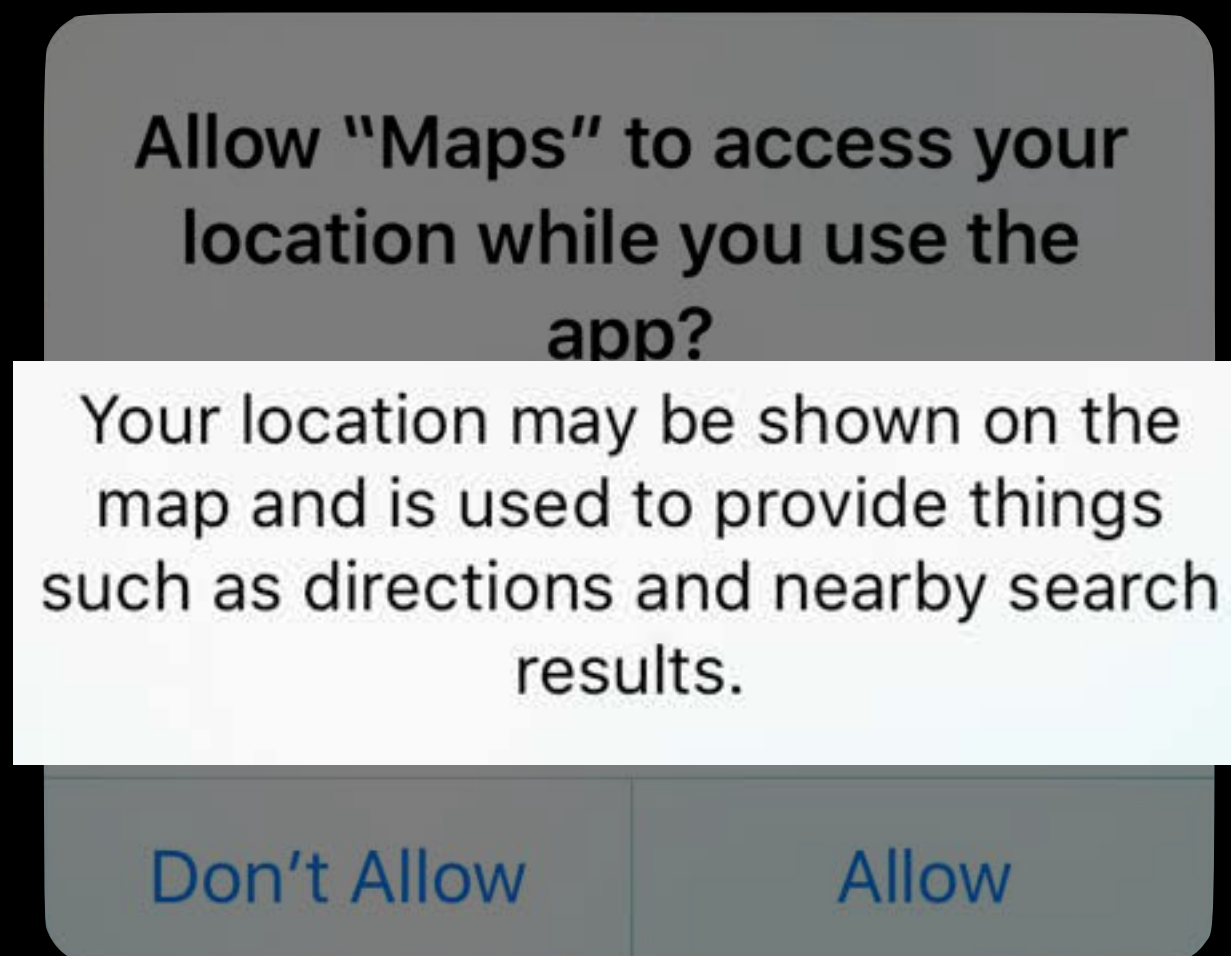 Allow “Maps” to access your
location while you use the
app?
Your location may be shown on the
map and is used to provide things
such as directions and nearby search
results.
Don’t Allow
Allow